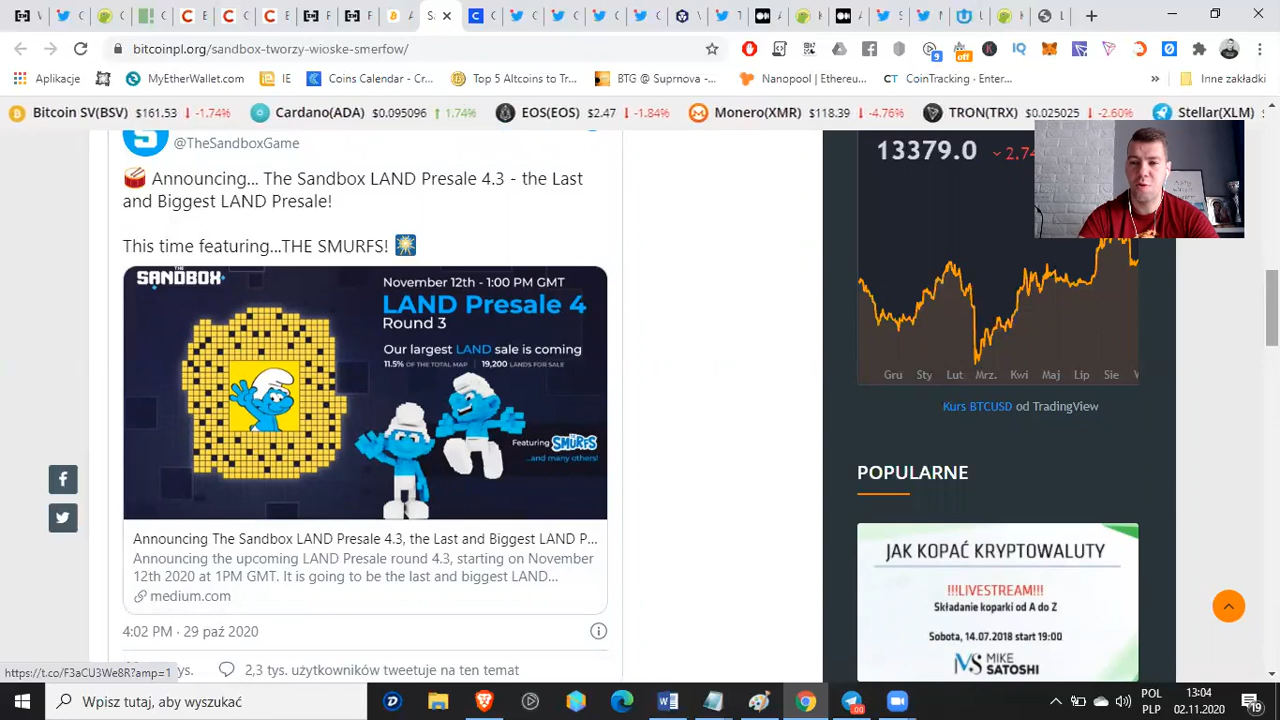 bitcoinpl.org/sandbox-tworzy-wioske-smerfow/
Aplikacje
MyEtherWallet.com
IE
Coins Calendar - Cr...
Top 5 Altcoins to Tr...
BTG @ Suprnova -...
Nanopool | Ethereu...
CoinTracking · Enter...
»
Inne zakładki
Bitcoin SV(BSV) $161.53 -1.74%
Cardano(ADA) $0.095096 1.74%
EOS(EOS) $2.47 -1.84%
Monero(XMR) $118.39 -4.76%
TRON(TRX) $0.025025 -2.60%
Stellar(XLM)
@TheSandboxGame
Announcing... The Sandbox LAND Presale 4.3 - the Last
and Biggest LAND Presale!
This time featuring...THE SMURFS!
THE
SANDBOX
November 12th - 1:00 PM GMT
LAND Presale 4
Round 3
Our largest LAND sale is coming
11.5% OF THE TOTAL MAP | 19,200 LANDS FOR SALE
Featuring SMURFS
...and many others!
Announcing The Sandbox LAND Presale 4.3, the Last and Biggest LAND P...
Announcing the upcoming LAND Presale round 4.3, starting on November
12th 2020 at 1PM GMT. It is going to be the last and biggest LAND...
medium.com
4:02 PM · 29 paź 2020
tys.
2,3 tys. użytkowników tweetuje na ten temat
https://t.co/F3aCU3We8R?amp=1
13379.0
Gru Sty Lut Mrz. Kwi Maj Lip Sie
Kurs BTCUSD od TradingView
POPULARNE
JAK KOPAĆ KRYPTOWALUTY
!!!LIVESTREAM!!!
Składanie koparki od A do Z
Sobota, 14.07.2018 start 19:00
MS MIKE
SATOSHI
Wpisz tutaj, aby wyszukać
POL
PLP
13:04
02.11.2020
19